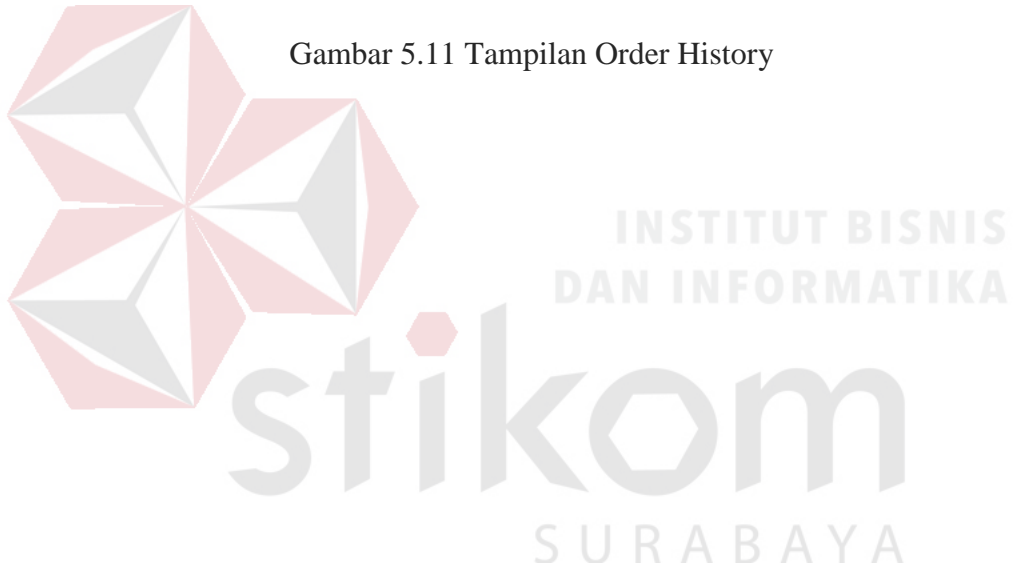 Gambar 5.11 Tampilan Order History
INSTITUT BISNIS
DAN INFORMATIKA
stikom
SURABAYA